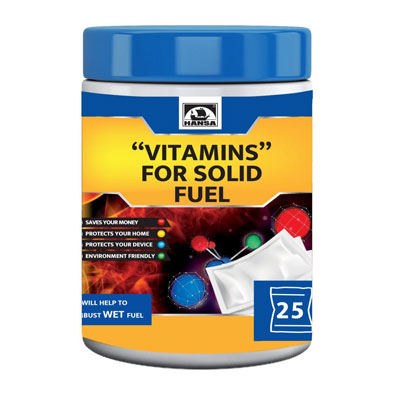 HANSA
“VITAMINS”
FOR SOLID
FUEL
SAVES YOUR MONEY
PROTECTS YOUR HOME
PROTECTS YOUR DEVICE
ENVIRONMENT FRIENDLY
WILL HELP TO
BUST WET FUEL
25